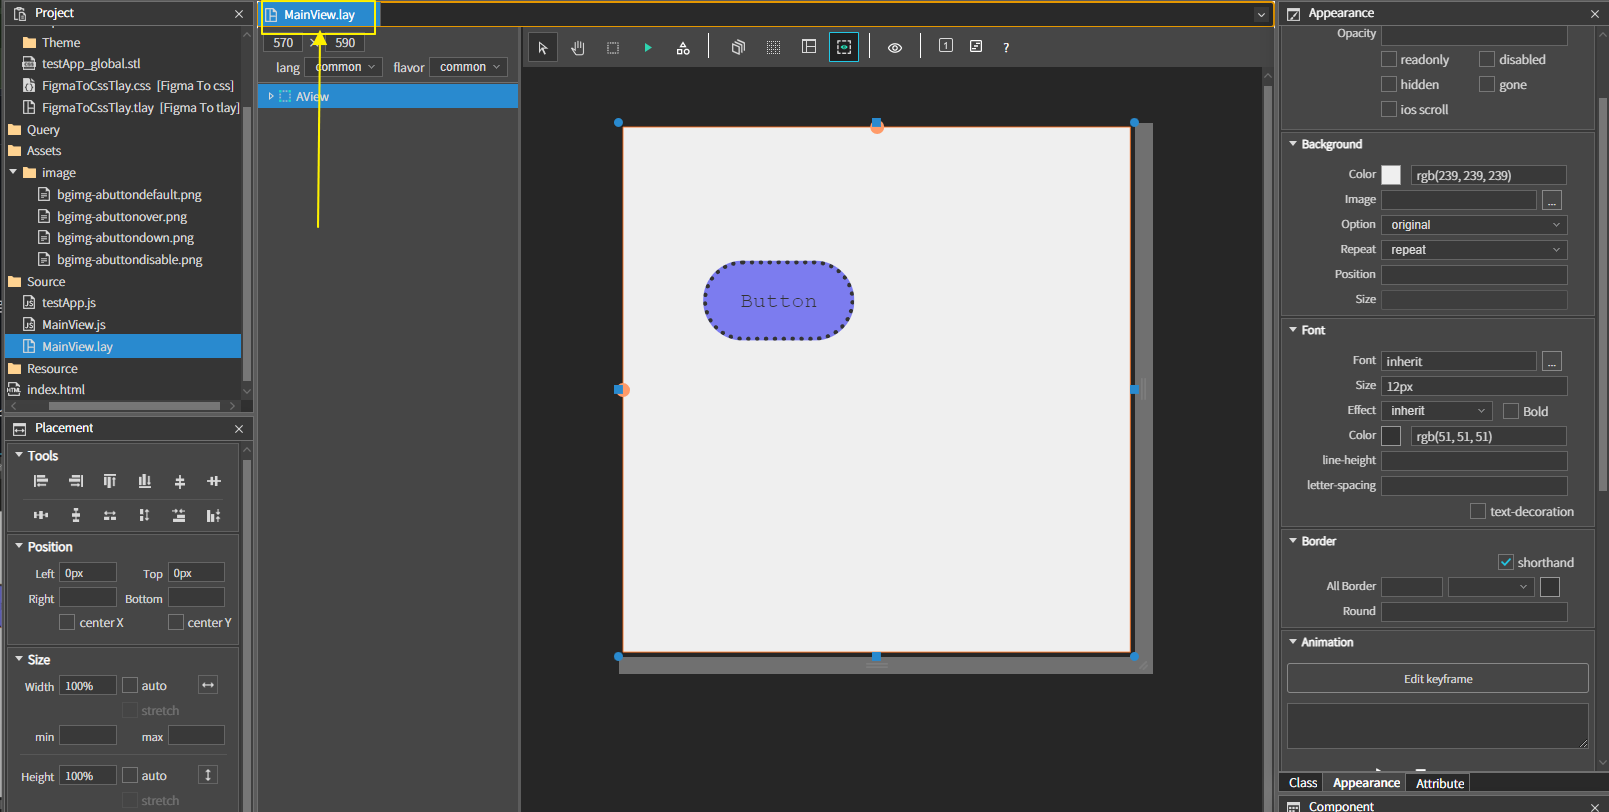 Project
Theme
testApp_global.stl
FigmaToCssTlay.css [Figma To css]
FigmaToCssTlay.tlay [Figma To tlay]
Query
Assets
image
bgimg-abuttondefault.png
bgimg-abuttonover.png
bgimg-abuttondown.png
bgimg-abuttondisable.png
Source
testApp.js
MainView.js
MainView.lay
Resource
index.html
Placement
Tools
Position
Left 0px Top 0px
Right Bottom
center X center Y
Size
Width 100% auto
stretch
min max
Height 100% auto
stretch
MainView.lay
570 × 590
lang common flavor common
AView
1 ?
Button
Appearance
Opacity
readonly disabled
hidden gone
ios scroll
Background
Color rgb(239, 239, 239)
Image ...
Option original
Repeat repeat
Position
Size
Font
Font inherit ...
Size 12px
Effect inherit Bold
Color rgb(51, 51, 51)
line-height
letter-spacing
text-decoration
Border
shorthand
All Border
Round
Animation
Edit keyframe
Class Appearance Attribute
Component